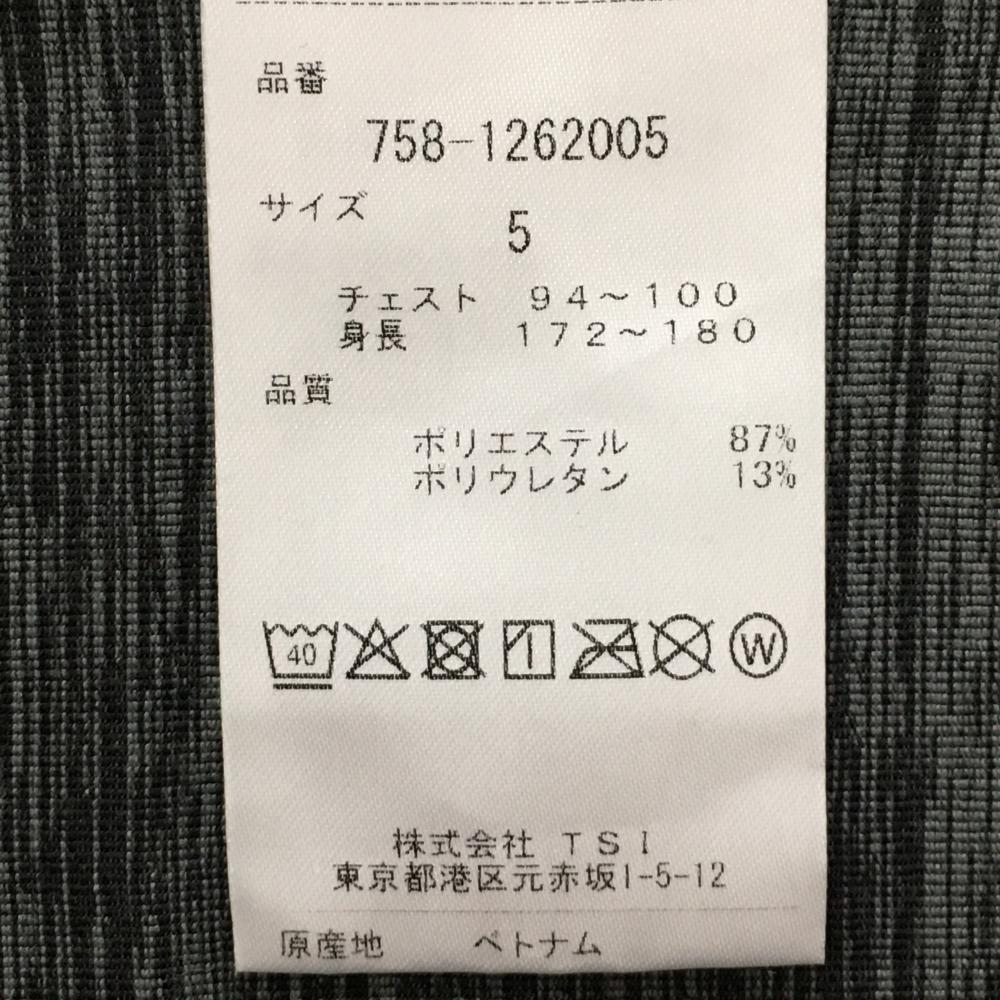 品番
758-1262005
サイズ
5
チェスト 94～100
身長 172～180
品質
ポリエステル 87%
ポリウレタン 13%
40 W
株式会社 TSI
東京都港区元赤坂1-5-12
原産地 ベトナム